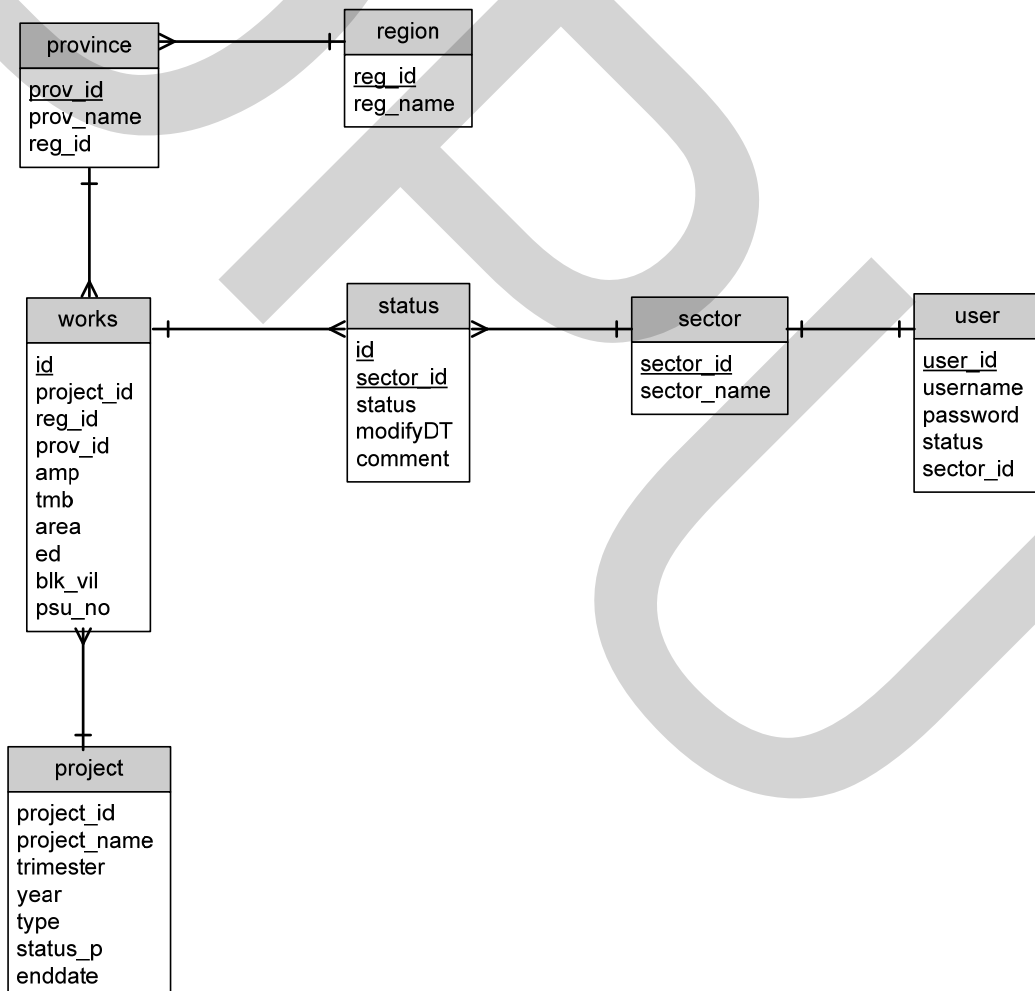 province
prov_id
prov_name
reg_id
region
reg_id
reg_name
works
id
project_id
reg_id
prov_id
amp
tmb
area
ed
blk_vil
psu_no
status
id
sector_id
status
modifyDT
comment
sector
sector_id
sector_name
user
user_id
username
password
status
sector_id
project
project_id
project_name
trimester
year
type
status_p
enddate